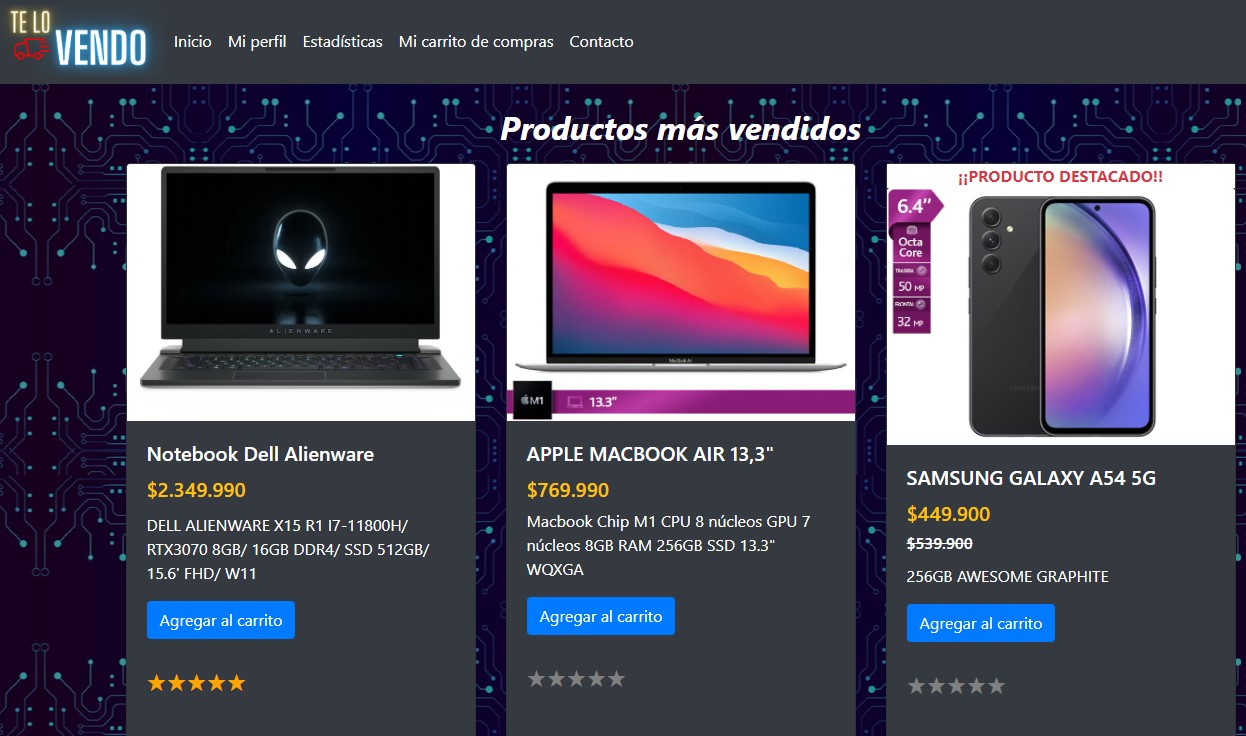 TE LO
VENDO
Inicio
Mi perfil
Estadísticas
Mi carrito de compras
Contacto
Productos más vendidos
ALIENWARE
Notebook Dell Alienware
$2.349.990
DELL ALIENWARE X15 R1 I7-11800H/
RTX3070 8GB/ 16GB DDR4/ SSD 512GB/
15.6' FHD/ W11
Agregar al carrito
MacBook Air
M1
13.3”
APPLE MACBOOK AIR 13,3"
$769.990
Macbook Chip M1 CPU 8 núcleos GPU 7
núcleos 8GB RAM 256GB SSD 13.3"
WQXGA
Agregar al carrito
¡¡PRODUCTO DESTACADO!!
6.4”
Octa
Core
TRASERA
50 MP
FRONTAL
32 MP
SAMSUNG
SAMSUNG GALAXY A54 5G
$449.900
$539.900
256GB AWESOME GRAPHITE
Agregar al carrito